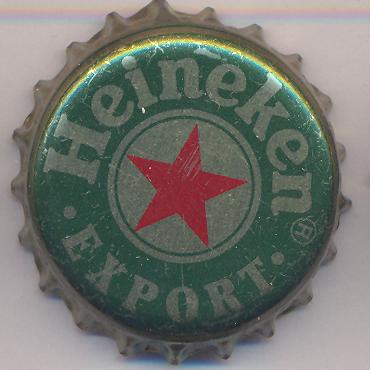 Heineken ®
· EXPORT ·